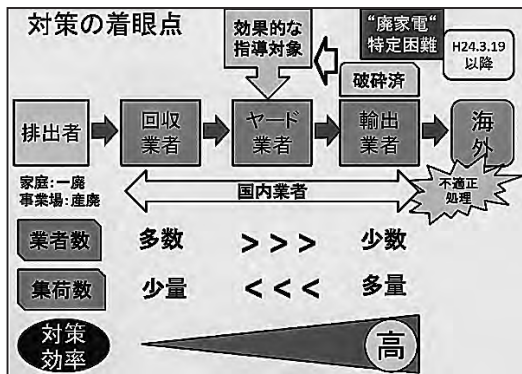 対策の着眼点
効果的な
指導対象
“廃家電”
特定困難
H24.3.19
以降
破砕済
排出者
回収
業者
ヤード
業者
輸出
業者
海
外
家庭:一廃
事業場:産廃
国内業者
不適正
処理
業者数
多数
>>>
少数
集荷数
少量
<<<
多量
対策
効率
高